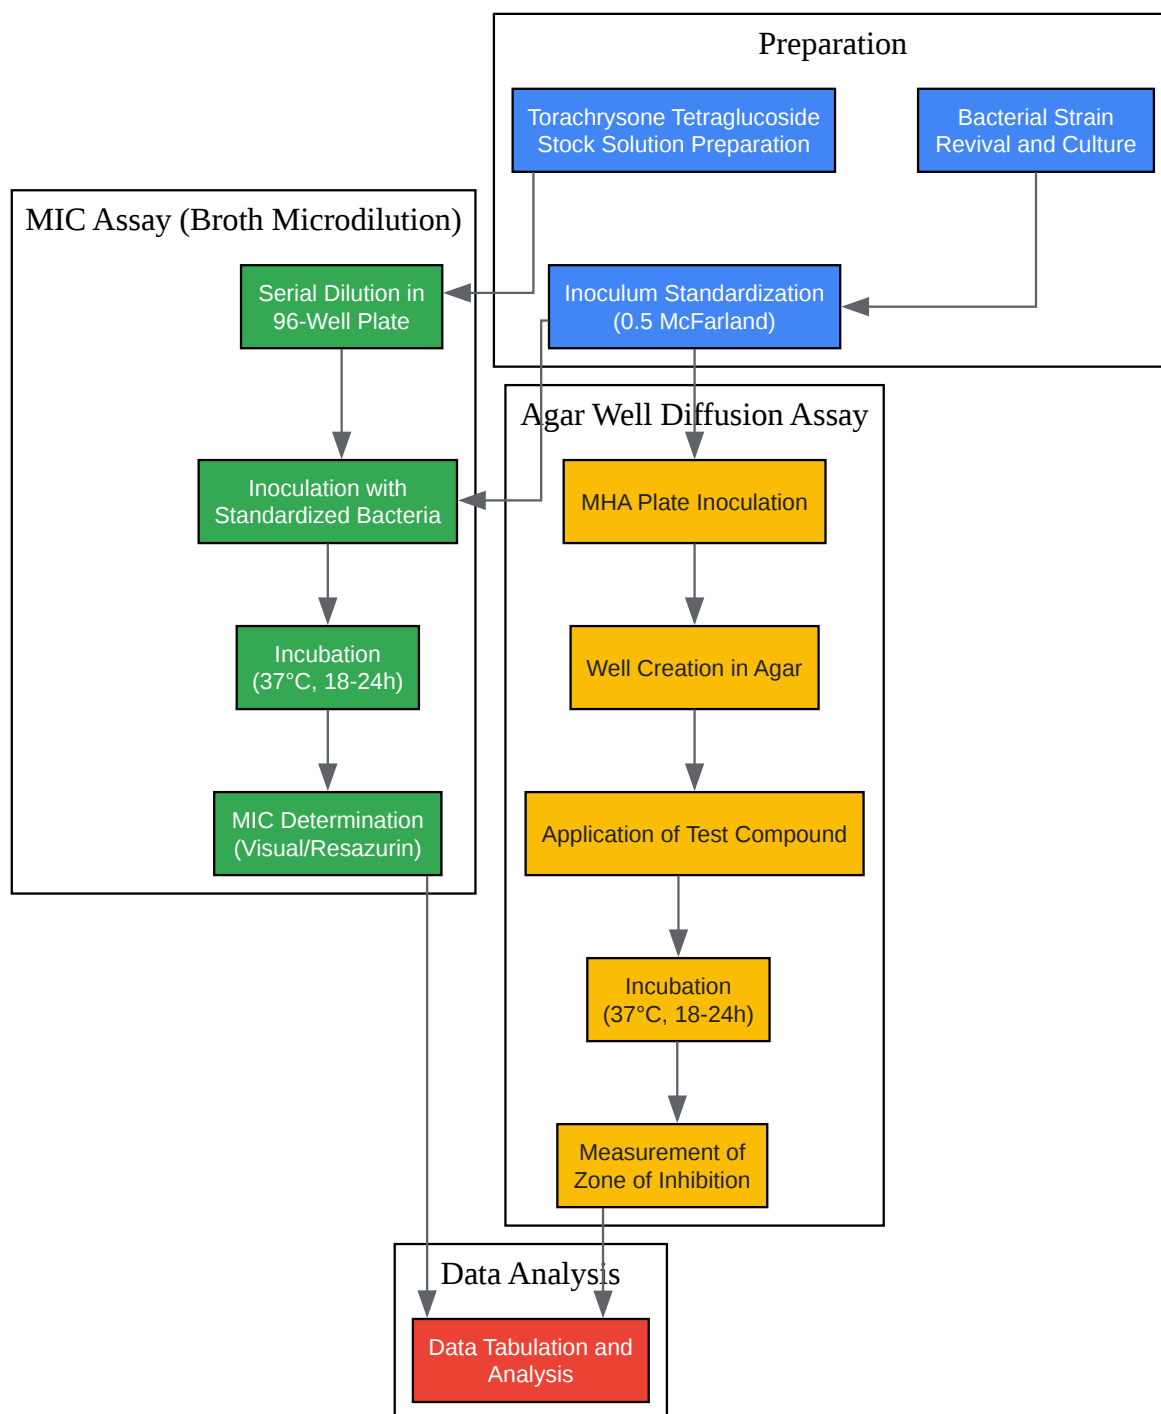 Preparation
Torachrysone Tetraglucoside
Stock Solution Preparation
Bacterial Strain
Revival and Culture
Inoculum Standardization
(0.5 McFarland)
MIC Assay (Broth Microdilution)
Serial Dilution in
96-Well Plate
Inoculation with
Standardized Bacteria
Incubation
(37°C, 18-24h)
MIC Determination
(Visual/Resazurin)
Agar Well Diffusion Assay
MHA Plate Inoculation
Well Creation in Agar
Application of Test Compound
Incubation
(37°C, 18-24h)
Measurement of
Zone of Inhibition
Data Analysis
Data Tabulation and
Analysis